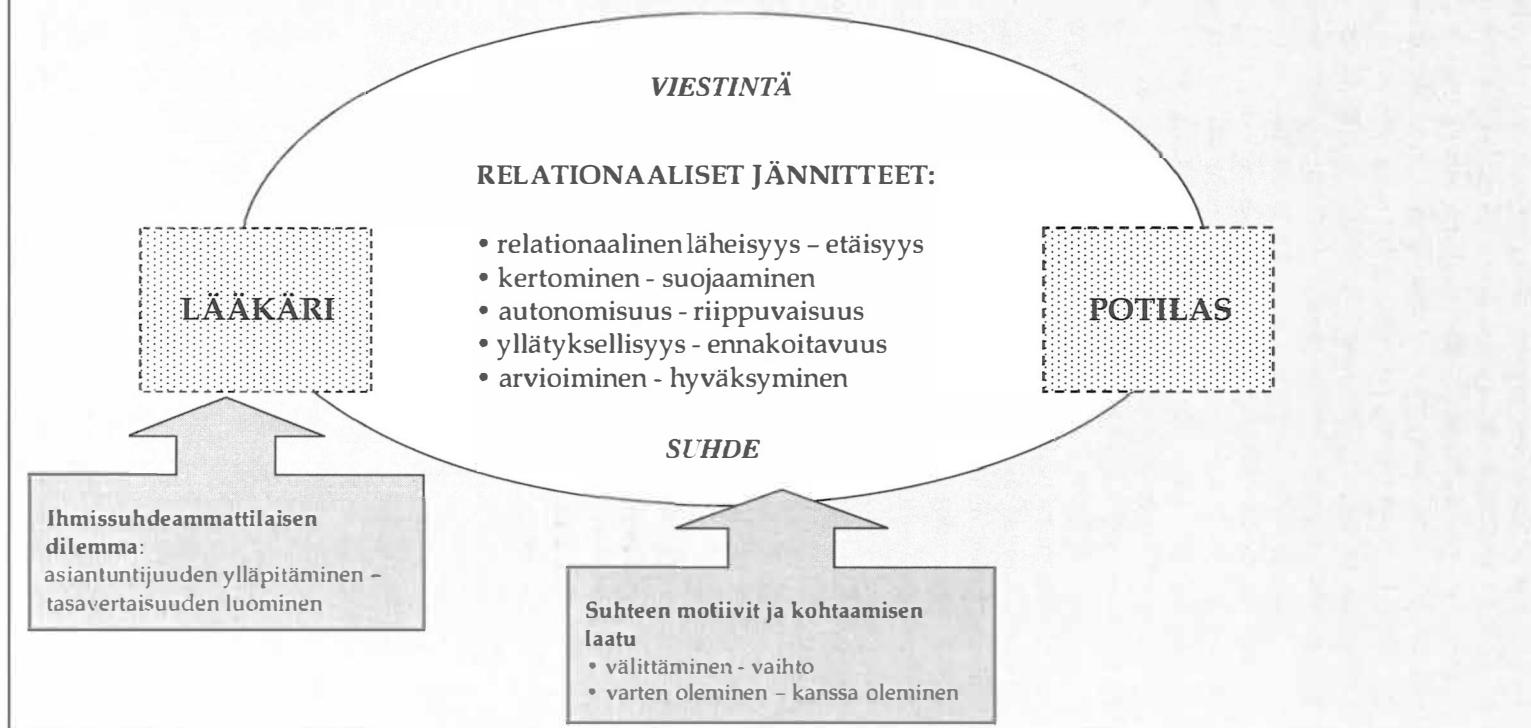 VIESTINTÄ
RELATIONAALISET JÄNNITTEET:
• relationaalinen läheisyys – etäisyys
• kertominen - suojaaminen
• autonomisuus - riippuvaisuus
• yllätyksellisyys - ennakoitavuus
• arvioiminen - hyväksyminen
LÄÄKÄRI
POTILAS
SUHDE
Ihmissuhdeammattilaisen
dilemma:
asiantuntijuuden ylläpitäminen –
tasavertaisuuden luominen
Suhteen motiivit ja kohtaamisen
laatu
• välittäminen - vaihto
• varten oleminen – kanssa oleminen